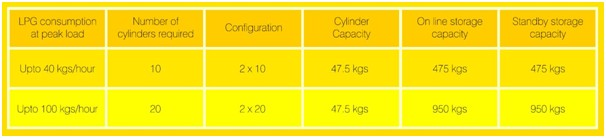 LPG consumption at peak load | Number of cylinders required | Configuration | Cylinder Capacity | On line storage capacity | Standby storage capacity
Upto 40 kgs/hour | 10 | 2 x 10 | 47.5 kgs | 475 kgs | 475 kgs
Upto 100 kgs/hour | 20 | 2 x 20 | 47.5 kgs | 950 kgs | 950 kgs